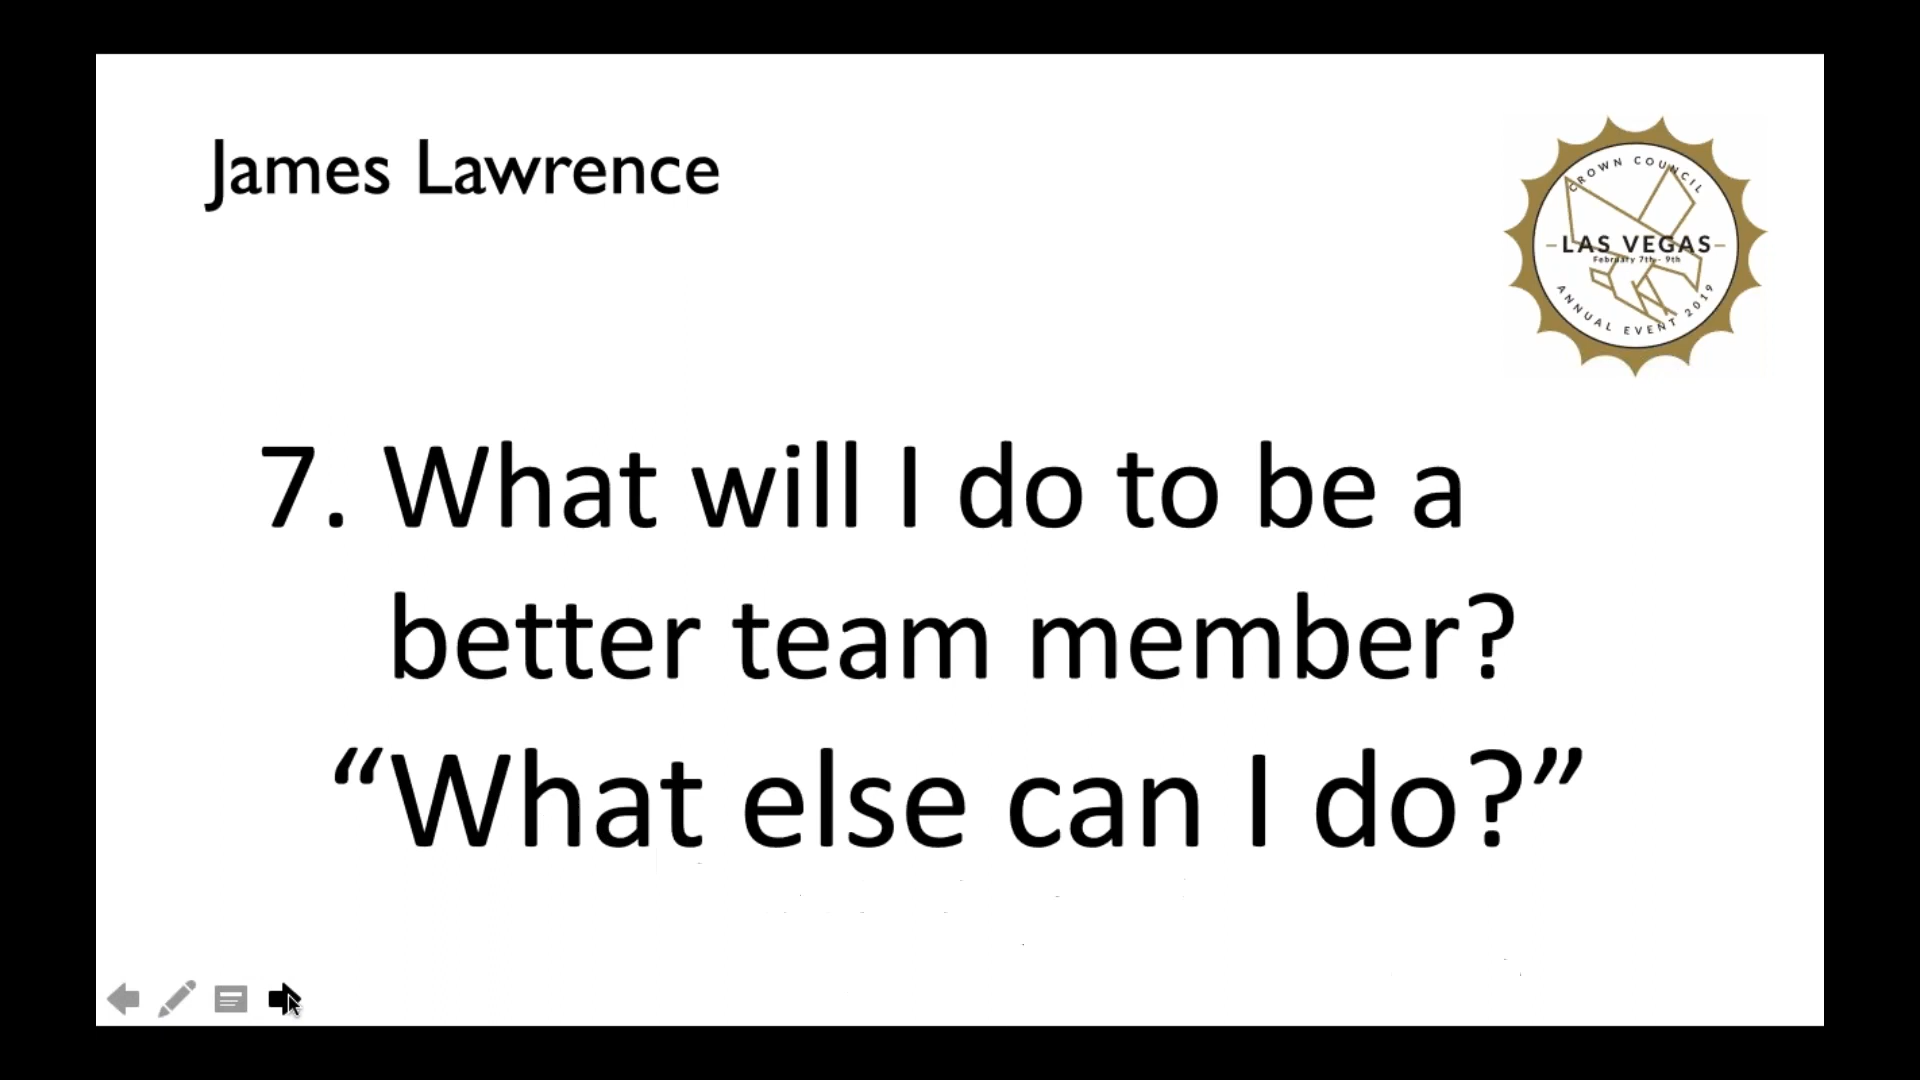 James Lawrence
CROWN COUNCIL
LAS VEGAS
February 7th - 9th
ANNUAL EVENT 2019
7. What will I do to be a
better team member?
“What else can I do?”